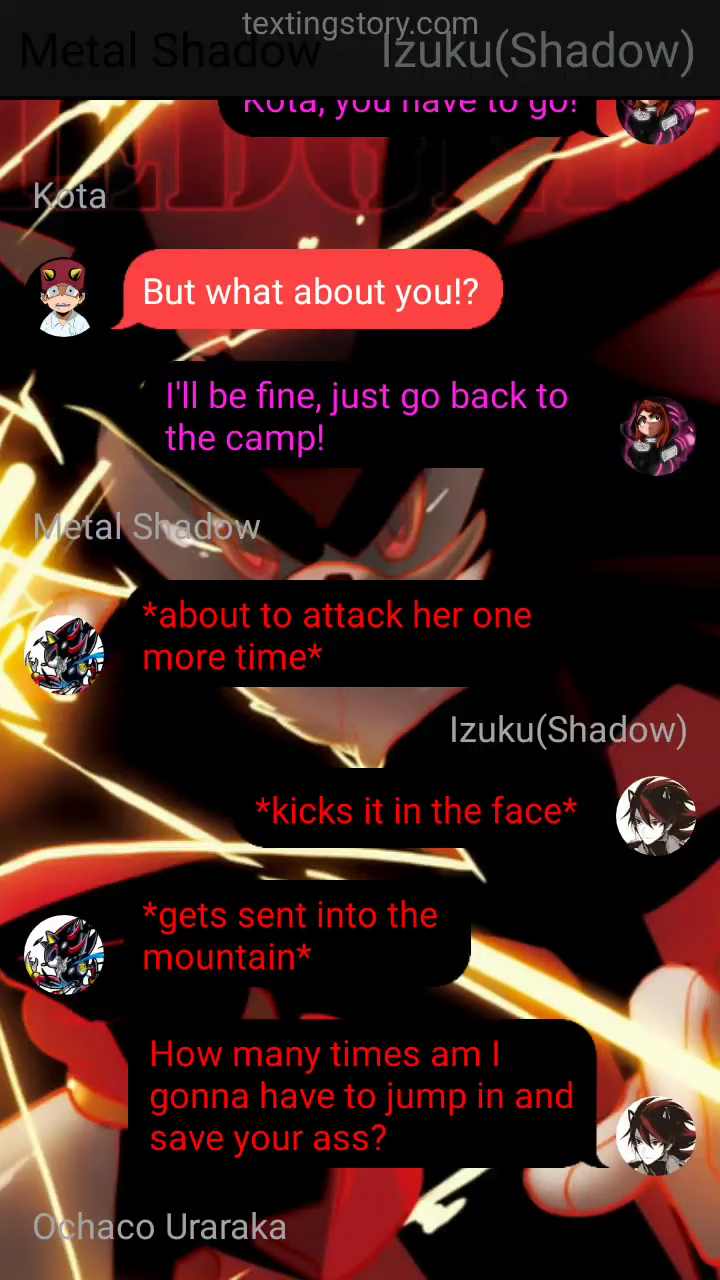 textingstory.com
Metal Shadow
Izuku(Shadow)
Kota, you have to go!
Kota
But what about you!?
I'll be fine, just go back to
the camp!
Metal Shadow
*about to attack her one
more time*
Izuku(Shadow)
*kicks it in the face*
*gets sent into the
mountain*
How many times am I
gonna have to jump in and
save your ass?
Ochaco Uraraka